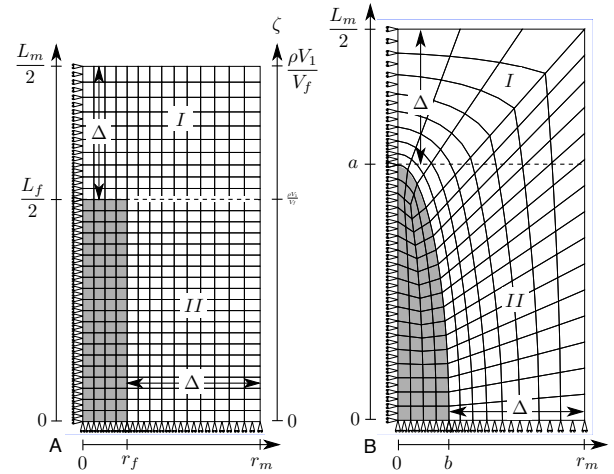 ζ
L_m/2
ρV_1/V_f
I
Δ
L_f/2
II
Δ
0
0
A
0
r_f
r_m
L_m/2
I
Δ
a
II
Δ
0
B
0
b
r_m